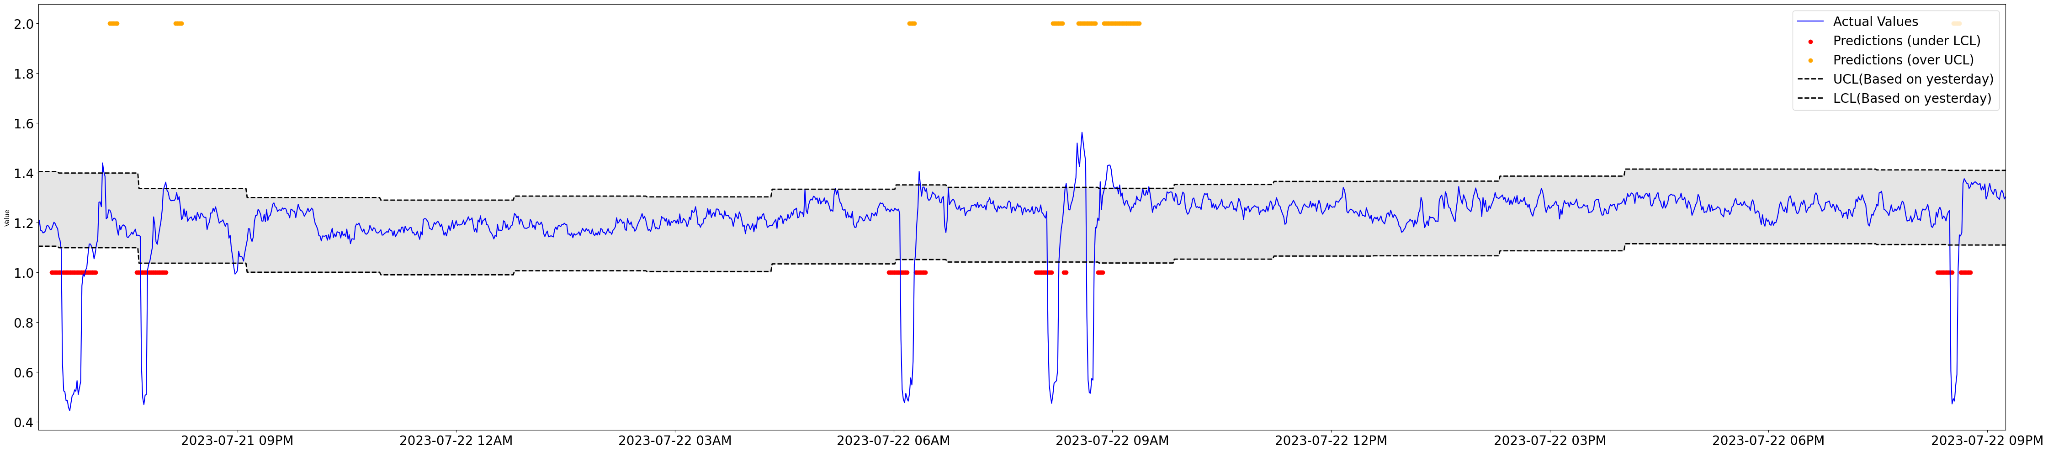 2.0
1.8
1.6
1.4
1.2
1.0
0.8
0.6
0.4
value
Actual Values
Predictions (under LCL)
Predictions (over UCL)
UCL(Based on yesterday)
LCL(Based on yesterday)
2023-07-21 09PM
2023-07-22 12AM
2023-07-22 03AM
2023-07-22 06AM
2023-07-22 09AM
2023-07-22 12PM
2023-07-22 03PM
2023-07-22 06PM
2023-07-22 09PM